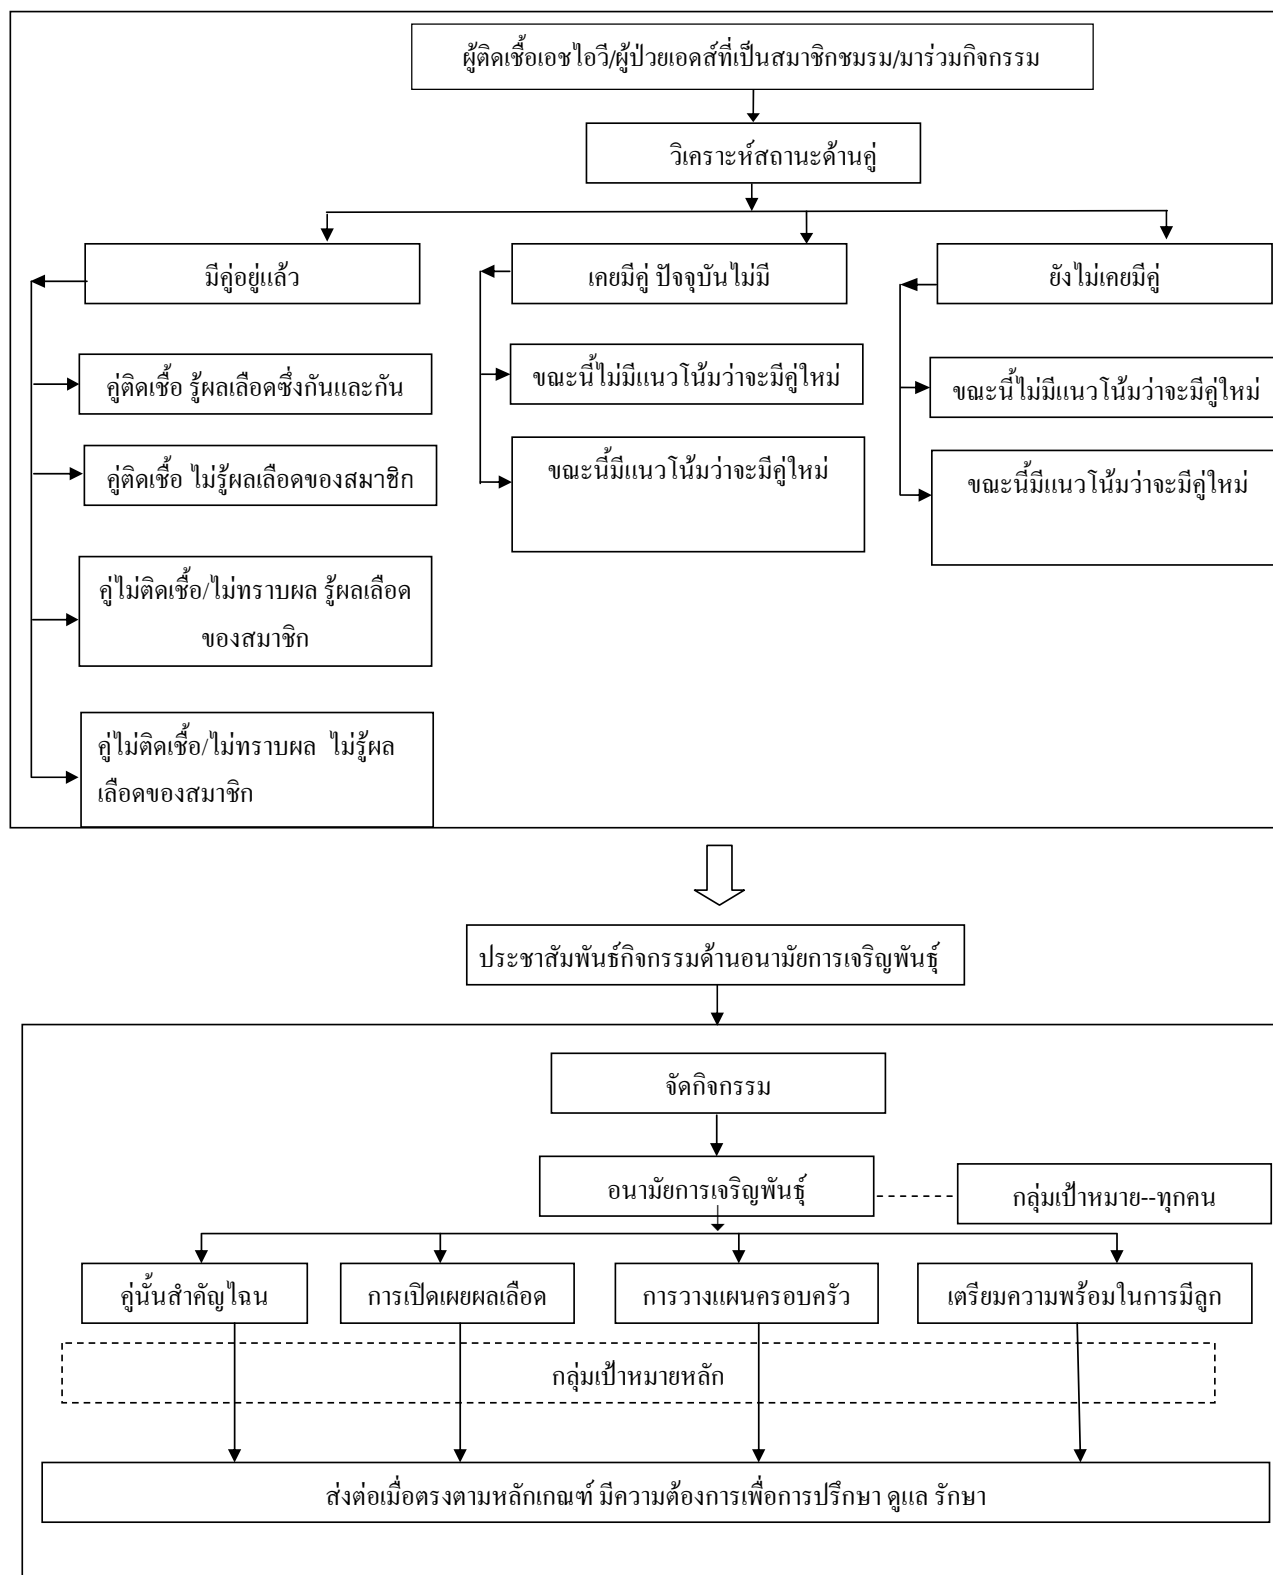 ผู้ติดเชื้อเอชไอวี/ผู้ป่วยเอดส์ที่เป็นสมาชิกชมรม/มาร่วมกิจกรรม
วิเคราะห์สถานะด้านคู่
มีคู่อยู่แล้ว
เคยมีคู่ ปัจจุบันไม่มี
ยังไม่เคยมีคู่
คู่ติดเชื้อ รู้ผลเลือดซึ่งกันและกัน
คู่ติดเชื้อ ไม่รู้ผลเลือดของสมาชิก
คู่ไม่ติดเชื้อ/ไม่ทราบผล รู้ผลเลือด
ของสมาชิก
คู่ไม่ติดเชื้อ/ไม่ทราบผล ไม่รู้ผล
เลือดของสมาชิก
ขณะนี้ไม่มีแนวโน้มว่าจะมีคู่ใหม่
ขณะนี้มีแนวโน้มว่าจะมีคู่ใหม่
ขณะนี้ไม่มีแนวโน้มว่าจะมีคู่ใหม่
ขณะนี้มีแนวโน้มว่าจะมีคู่ใหม่
ประชาสัมพันธ์กิจกรรมด้านอนามัยการเจริญพันธุ์
จัดกิจกรรม
อนามัยการเจริญพันธุ์
กลุ่มเป้าหมาย--ทุกคน
คู่นั้นสำคัญไฉน
การเปิดเผยผลเลือด
การวางแผนครอบครัว
เตรียมความพร้อมในการมีลูก
กลุ่มเป้าหมายหลัก
ส่งต่อเมื่อตรงตามหลักเกณฑ์ มีความต้องการเพื่อการปรึกษา ดูแล รักษา